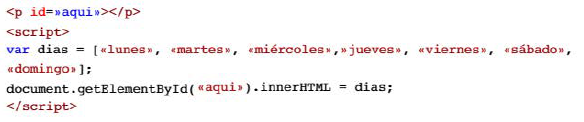 <p id=»aqui»></p>
<script>
var dias = [«lunes», «martes», «miércoles»,»jueves», «viernes», «sábado»,
«domingo»];
document.getElementById(«aqui»).innerHTML = dias;
</script>